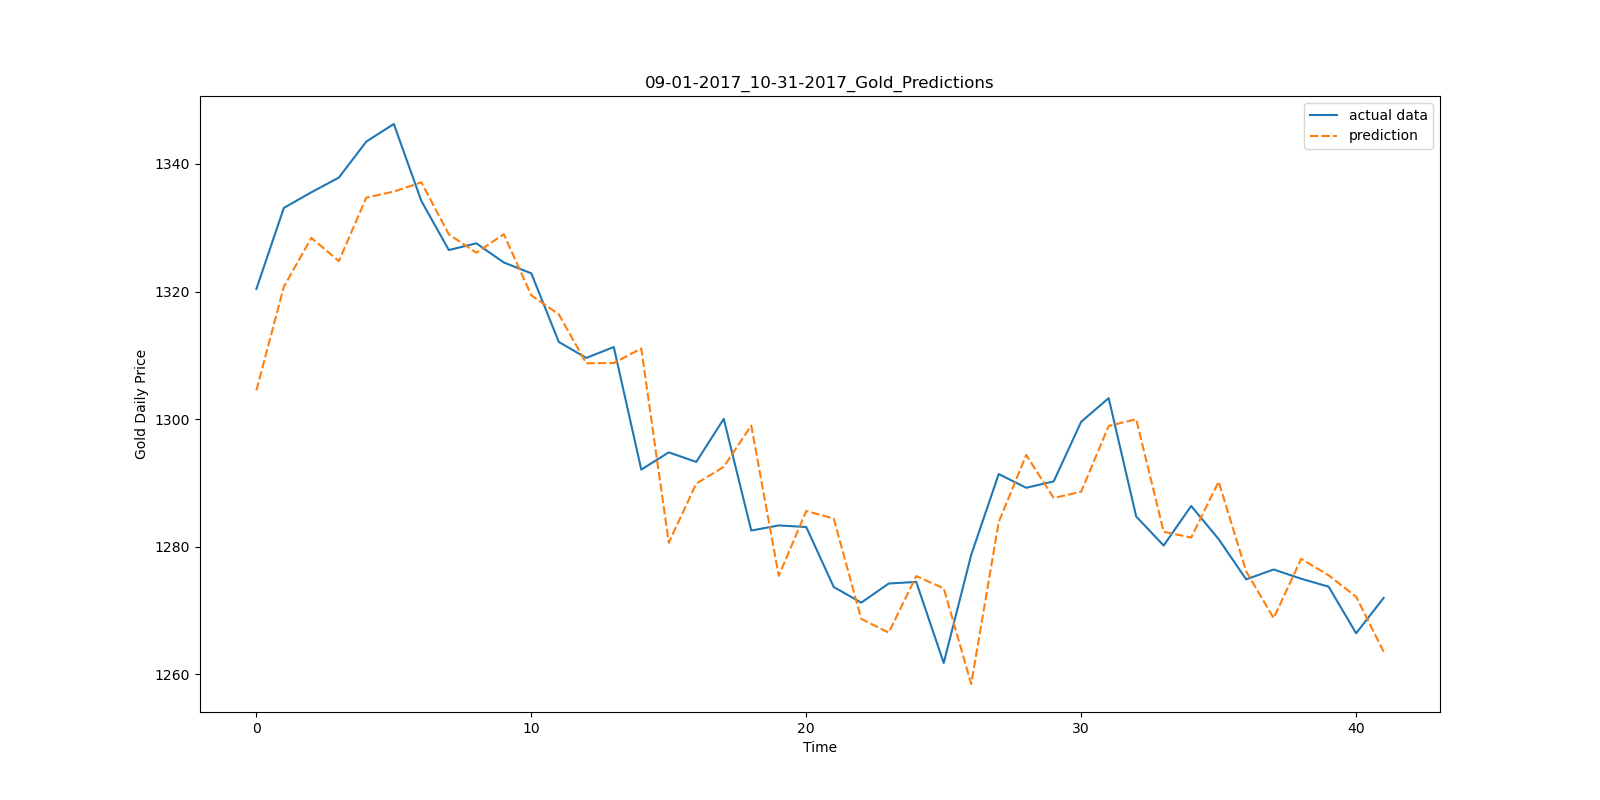 09-01-2017_10-31-2017_Gold_Predictions
actual data
prediction
Gold Daily Price
1340
1320
1300
1280
1260
0 10 20 30 40
Time